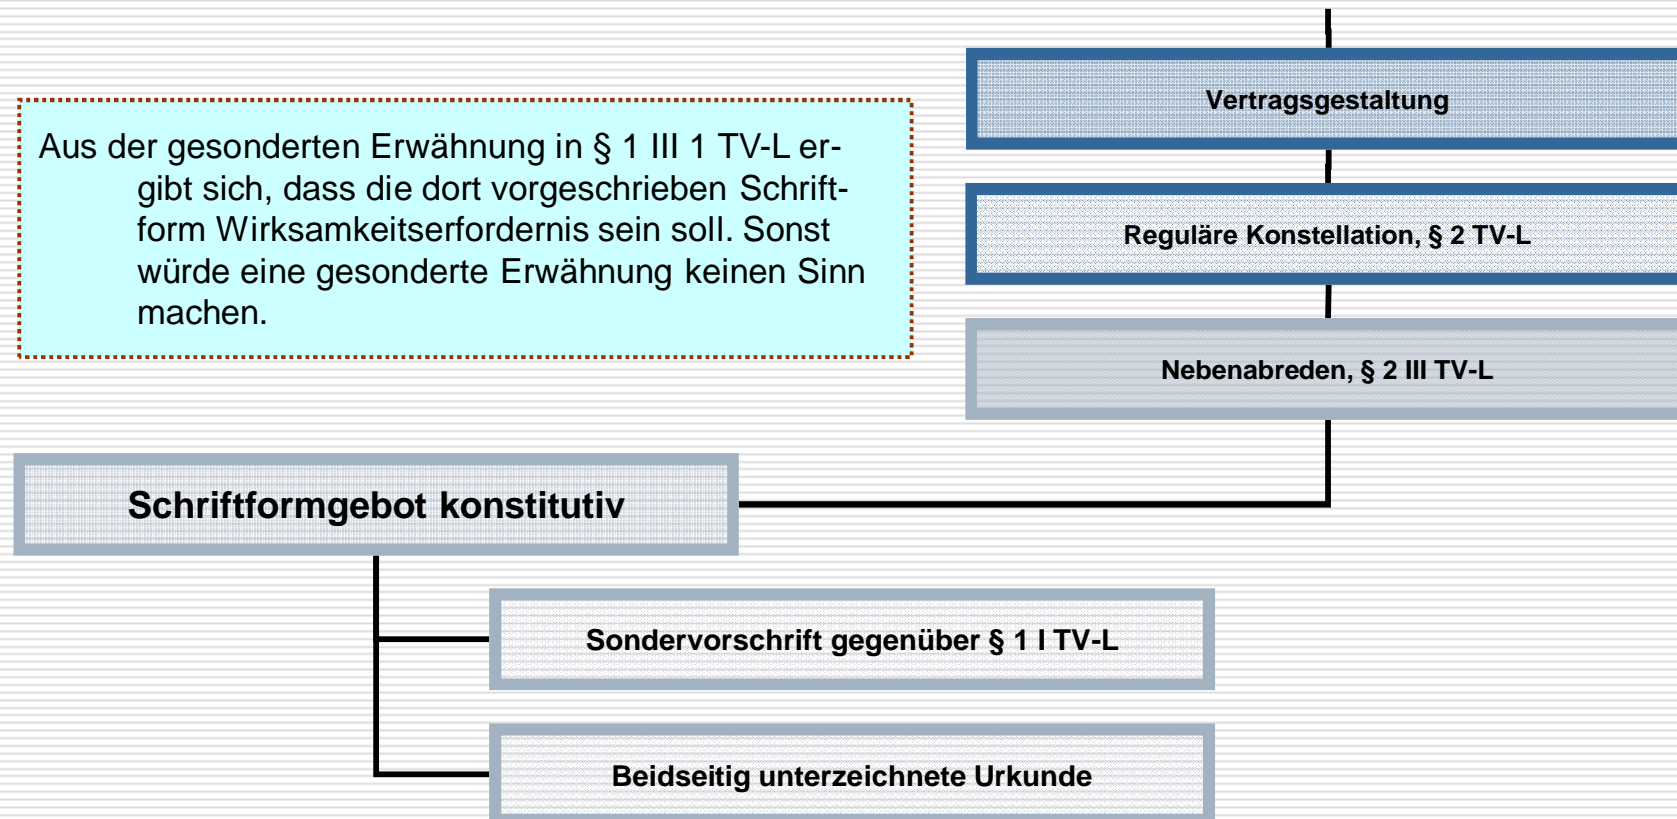 Vertragsgestaltung
Aus der gesonderten Erwähnung in § 1 III 1 TV-L er-
gibt sich, dass die dort vorgeschrieben Schrift-
form Wirksamkeitserfordernis sein soll. Sonst
würde eine gesonderte Erwähnung keinen Sinn
machen.
Reguläre Konstellation, § 2 TV-L
Nebenabreden, § 2 III TV-L
Schriftformgebot konstitutiv
Sondervorschrift gegenüber § 1 I TV-L
Beidseitig unterzeichnete Urkunde